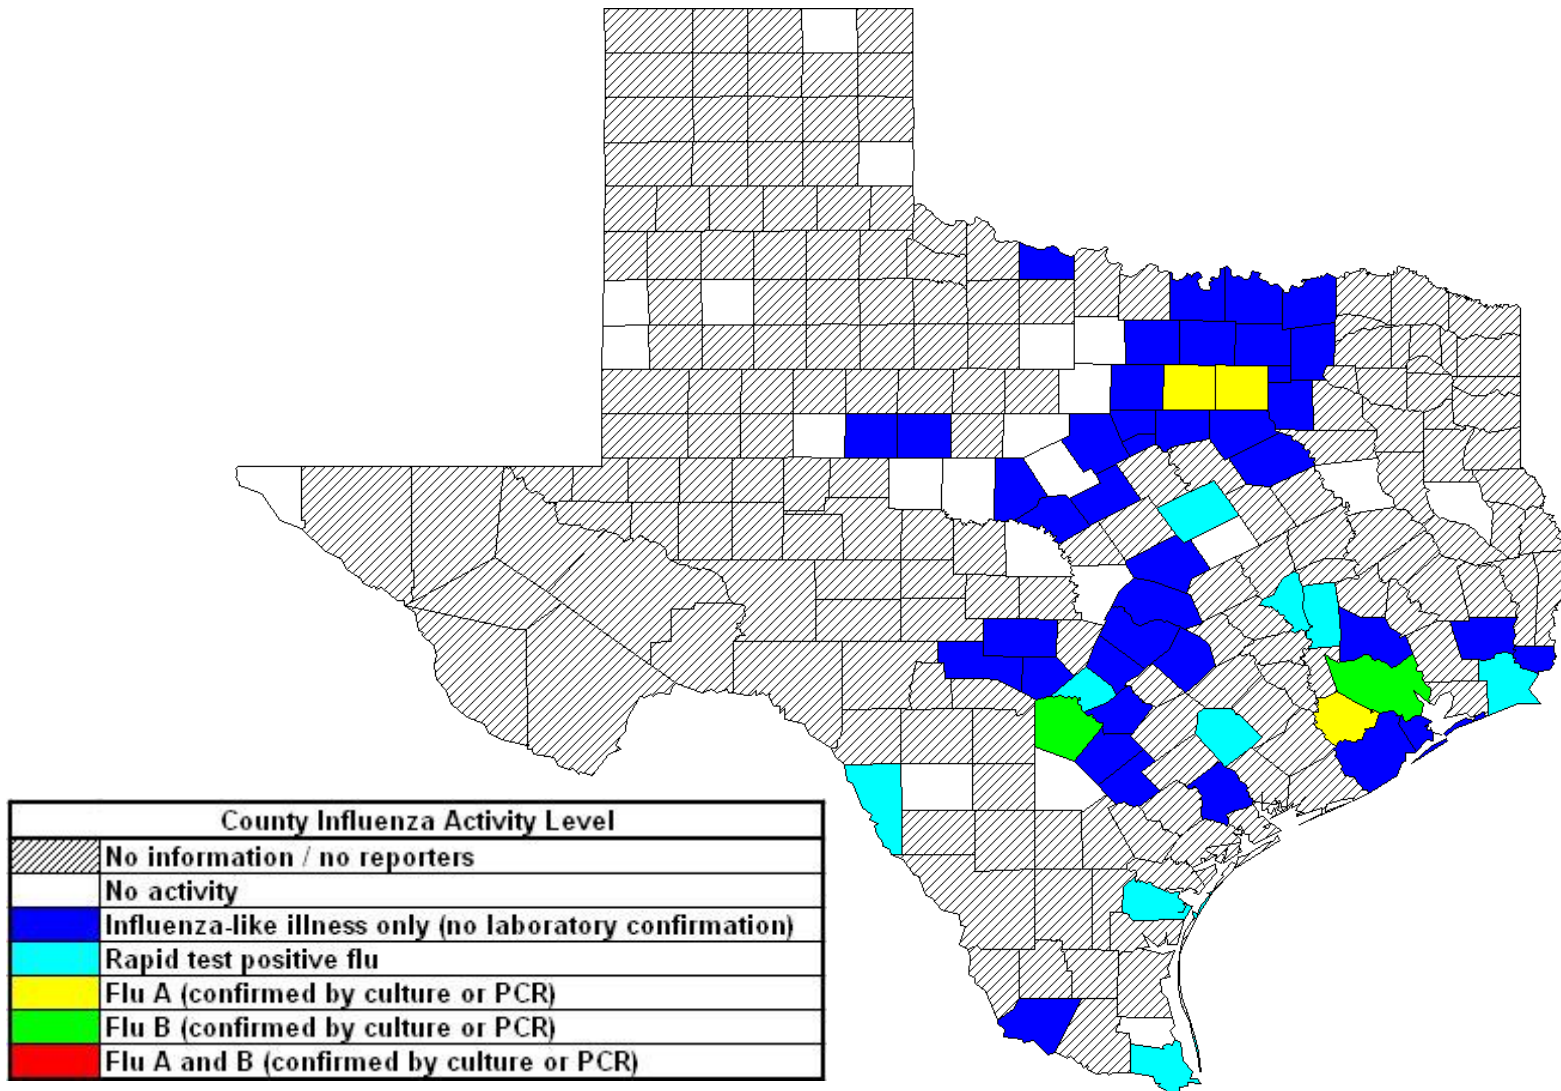 County Influenza Activity Level
No information / no reporters
No activity
Influenza-like illness only (no laboratory confirmation)
Rapid test positive flu
Flu A (confirmed by culture or PCR)
Flu B (confirmed by culture or PCR)
Flu A and B (confirmed by culture or PCR)